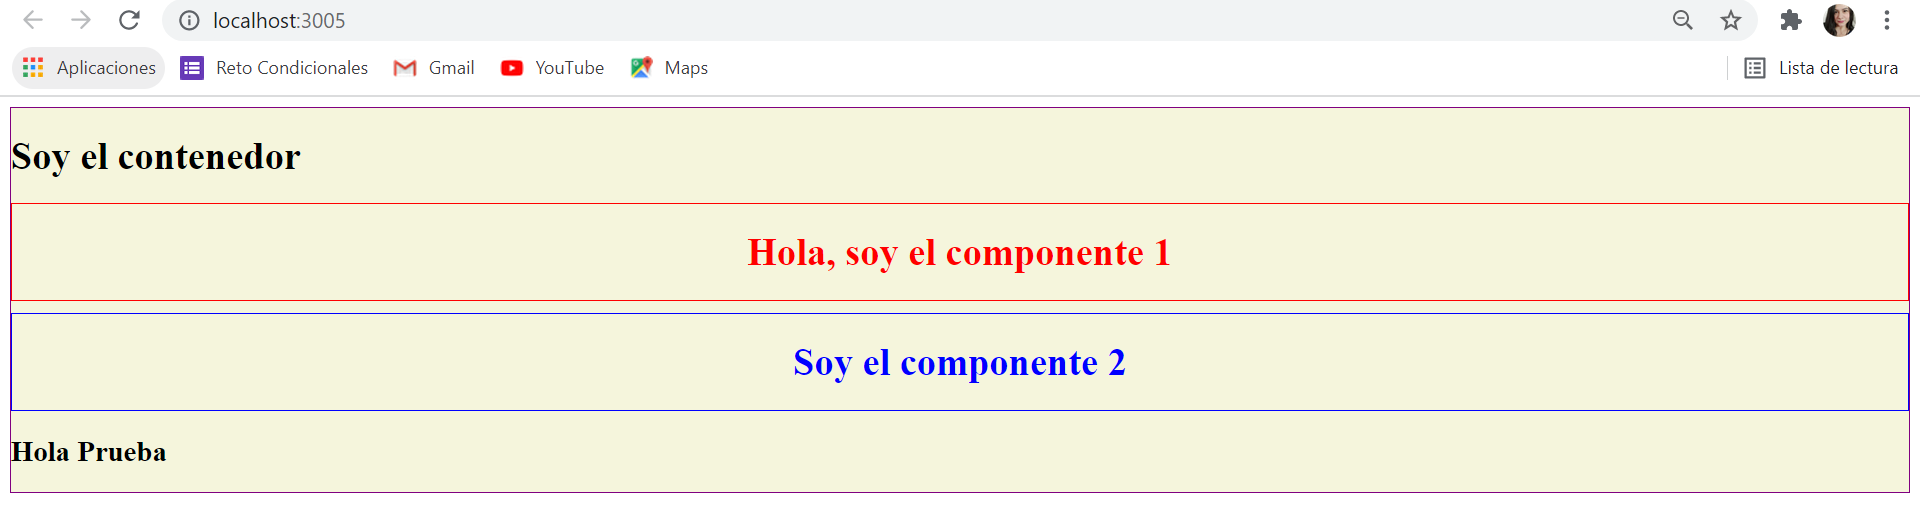 localhost:3005
Aplicaciones Reto Condicionales Gmail YouTube Maps Lista de lectura
Soy el contenedor
Hola, soy el componente 1
Soy el componente 2
Hola Prueba